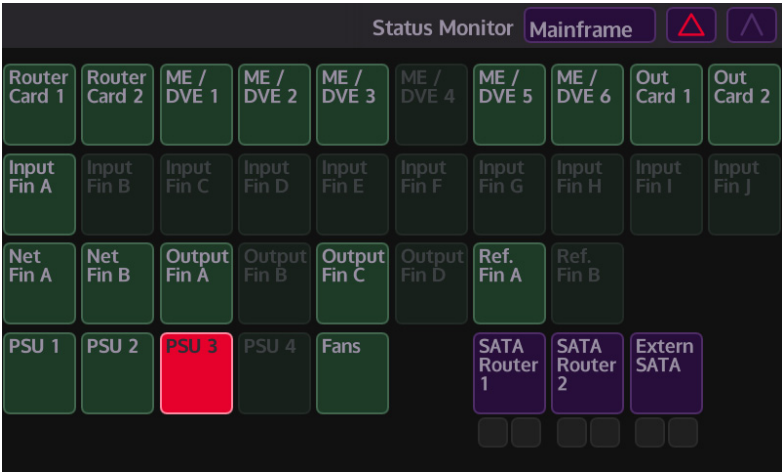 Status Monitor Mainframe
Router Router ME / ME / ME / ME / ME / ME / Out Out
Card 1 Card 2 DVE 1 DVE 2 DVE 3 DVE 4 DVE 5 DVE 6 Card 1 Card 2
Input Input Input Input Input Input Input Input Input Input
Fin A Fin B Fin C Fin D Fin E Fin F Fin G Fin H Fin I Fin J
Net Net Output Output Output Output Ref. Ref.
Fin A Fin B Fin A Fin B Fin C Fin D Fin A Fin B
PSU 1 PSU 2 PSU 3 PSU 4 Fans SATA SATA Extern
Router Router SATA
1 2